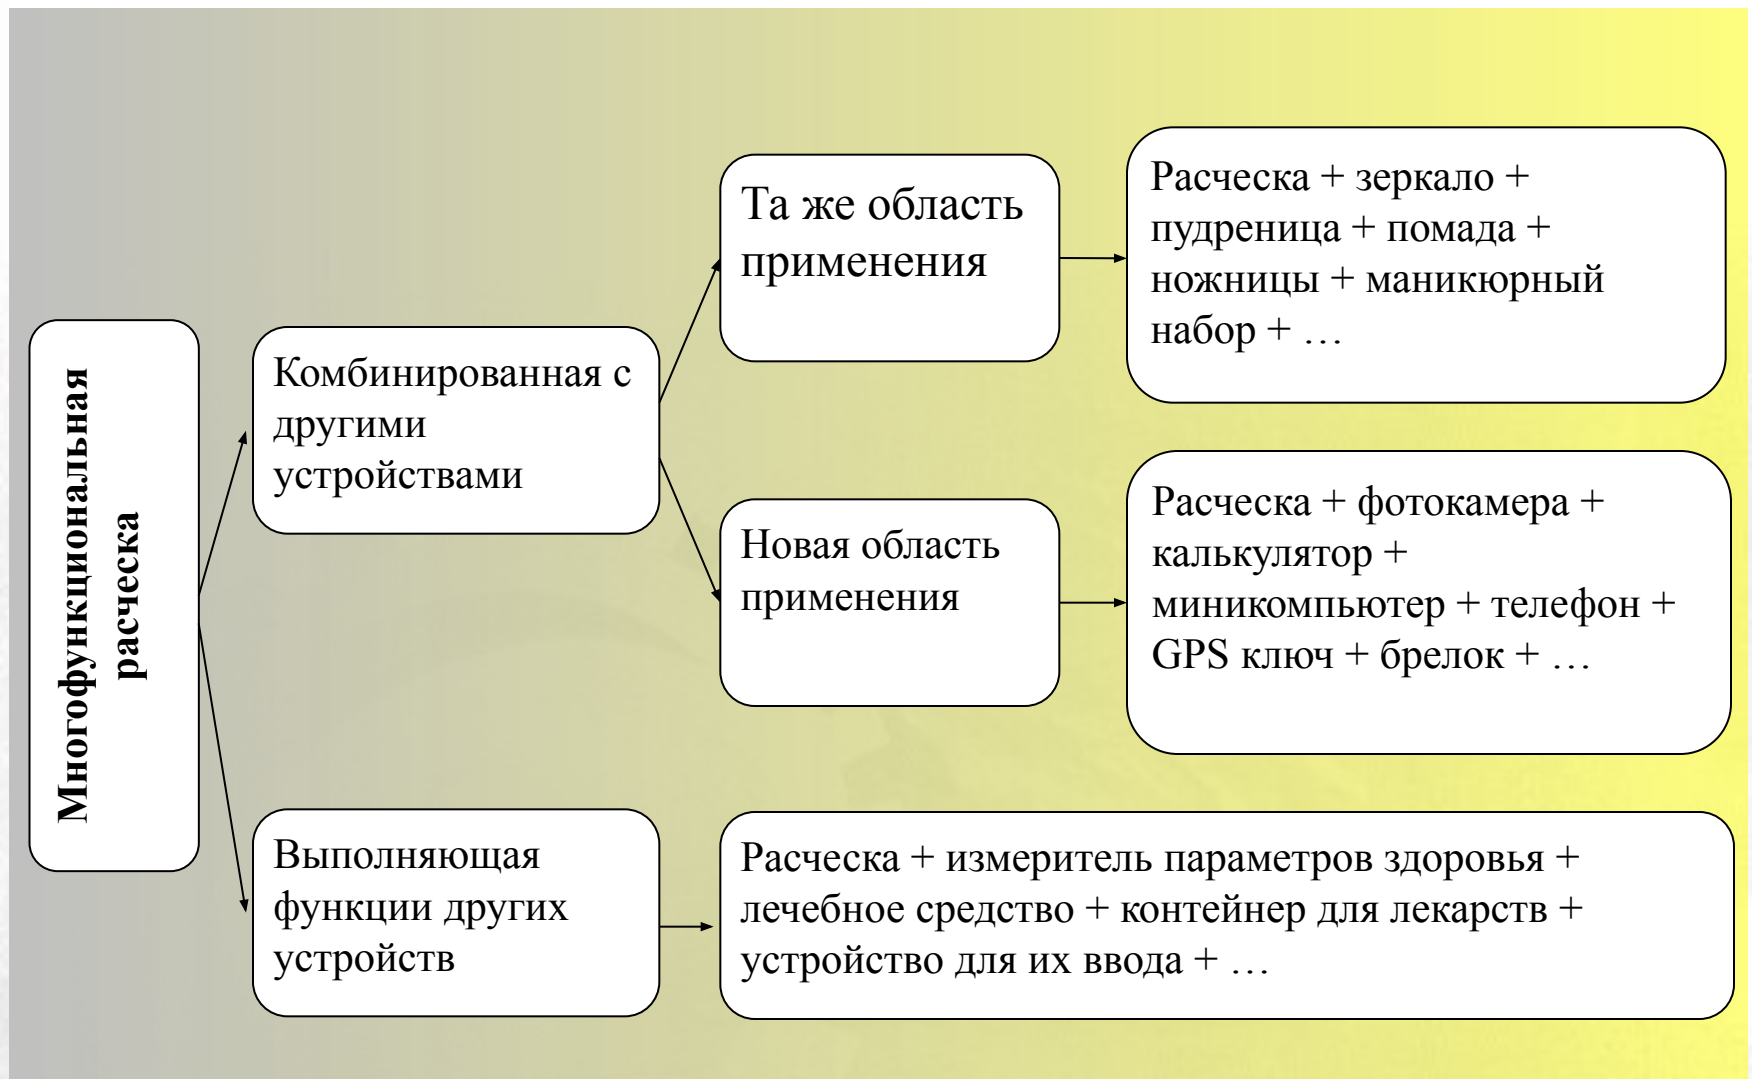 Многофункциональная
расческа
Комбинированная с
другими
устройствами
Та же область
применения
Расческа + зеркало +
пудреница + помада +
ножницы + маникюрный
набор + …
Новая область
применения
Расческа + фотокамера +
калькулятор +
миникомпьютер + телефон +
GPS ключ + брелок + …
Выполняющая
функции других
устройств
Расческа + измеритель параметров здоровья +
лечебное средство + контейнер для лекарств +
устройство для их ввода + …